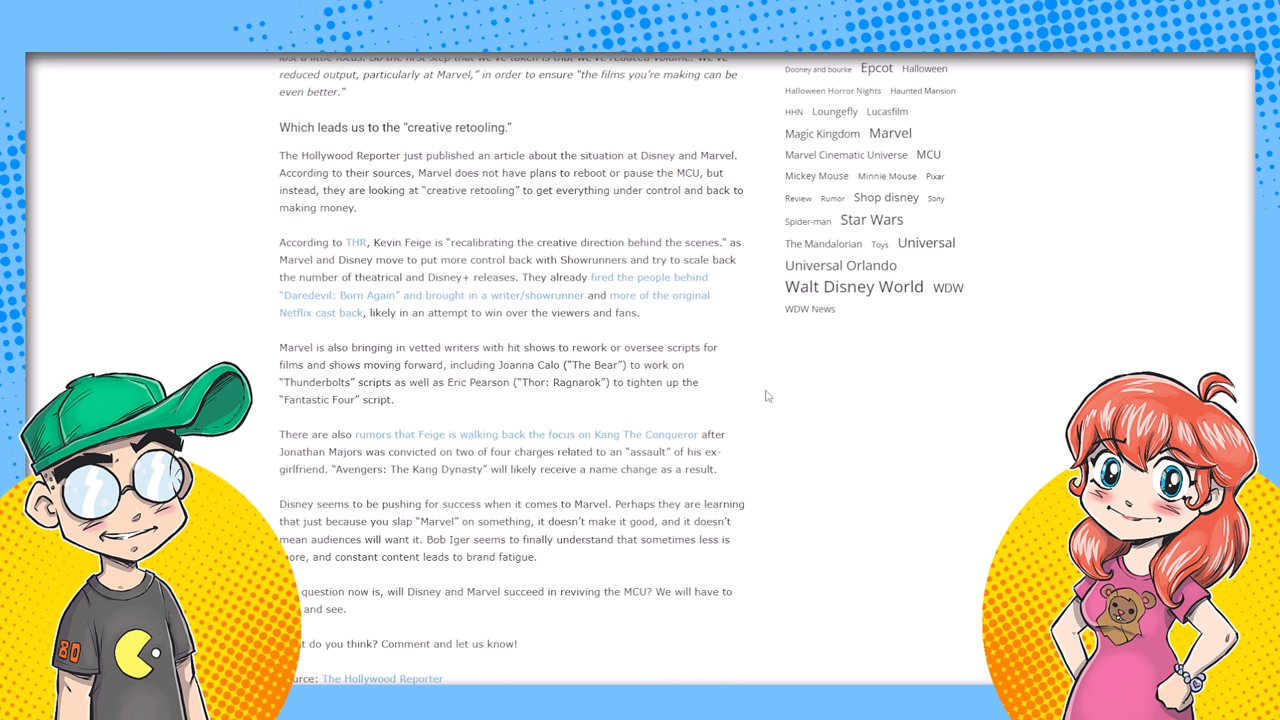 lose a little focus. So the first step that we've taken is that we've reduced volume. We've
reduced output, particularly at Marvel," in order to ensure "the films you're making can be
even better."
Which leads us to the "creative retooling."
The Hollywood Reporter just published an article about the situation at Disney and Marvel.
According to their sources, Marvel does not have plans to reboot or pause the MCU, but
instead, they are looking at "creative retooling" to get everything under control and back to
making money.
According to THR, Kevin Feige is "recalibrating the creative direction behind the scenes." as
Marvel and Disney move to put more control back with Showrunners and try to scale back
the number of theatrical and Disney+ releases. They already fired the people behind
"Daredevil: Born Again" and brought in a writer/showrunner and more of the original
Netflix cast back, likely in an attempt to win over the viewers and fans.
Marvel is also bringing in vetted writers with hit shows to rework or oversee scripts for
films and shows moving forward, including Joanna Calo ("The Bear") to work on
"Thunderbolts" scripts as well as Eric Pearson ("Thor: Ragnarok") to tighten up the
"Fantastic Four" script.
There are also rumors that Feige is walking back the focus on Kang The Conqueror after
Jonathan Majors was convicted on two of four charges related to an "assault" of his ex-
girlfriend. "Avengers: The Kang Dynasty" will likely receive a name change as a result.
Disney seems to be pushing for success when it comes to Marvel. Perhaps they are learning
that just because you slap "Marvel" on something, it doesn't make it good, and it doesn't
mean audiences will want it. Bob Iger seems to finally understand that sometimes less is
ore, and constant content leads to brand fatigue.
question now is, will Disney and Marvel succeed in reviving the MCU? We will have to
and see.
t do you think? Comment and let us know!
urce: The Hollywood Reporter
Dooney and bourke Epcot Halloween
Halloween Horror Nights Haunted Mansion
HHN Loungefly Lucasfilm
Magic Kingdom Marvel
Marvel Cinematic Universe MCU
Mickey Mouse Minnie Mouse Pixar
Review Rumor Shop disney Sony
Spider-man Star Wars
The Mandalorian Toys Universal
Universal Orlando
Walt Disney World WDW
WDW News
80